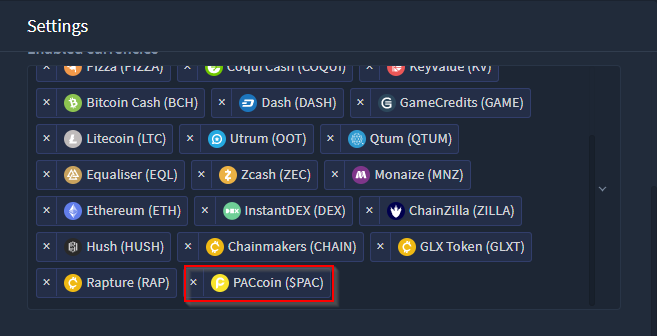 Settings
Enabled currencies
× Pizza (PIZZA) × Coqui Cash (COQUI) × KeyValue (KV)
× Bitcoin Cash (BCH) × Dash (DASH) × GameCredits (GAME)
× Litecoin (LTC) × Utrum (OOT) × Qtum (QTUM)
× Equaliser (EQL) × Zcash (ZEC) × Monaize (MNZ)
× Ethereum (ETH) × InstantDEX (DEX) × ChainZilla (ZILLA)
× Hush (HUSH) × Chainmakers (CHAIN) × GLX Token (GLXT)
× Rapture (RAP) × PACcoin ($PAC)